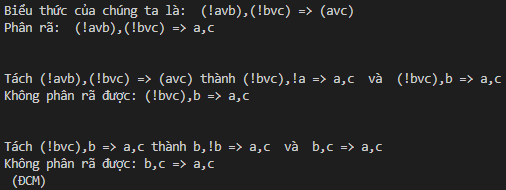 Biểu thức của chúng ta là:  (!avb),(!bvc) => (avc)
Phân rã:  (!avb),(!bvc) => a,c
Tách (!avb),(!bvc) => (avc) thành (!bvc),!a => a,c  và  (!bvc),b => a,c
Không phân rã được: (!bvc),b => a,c
Tách (!bvc),b => a,c thành b,!b => a,c  và  b,c => a,c
Không phân rã được: b,c => a,c
(ĐCM)